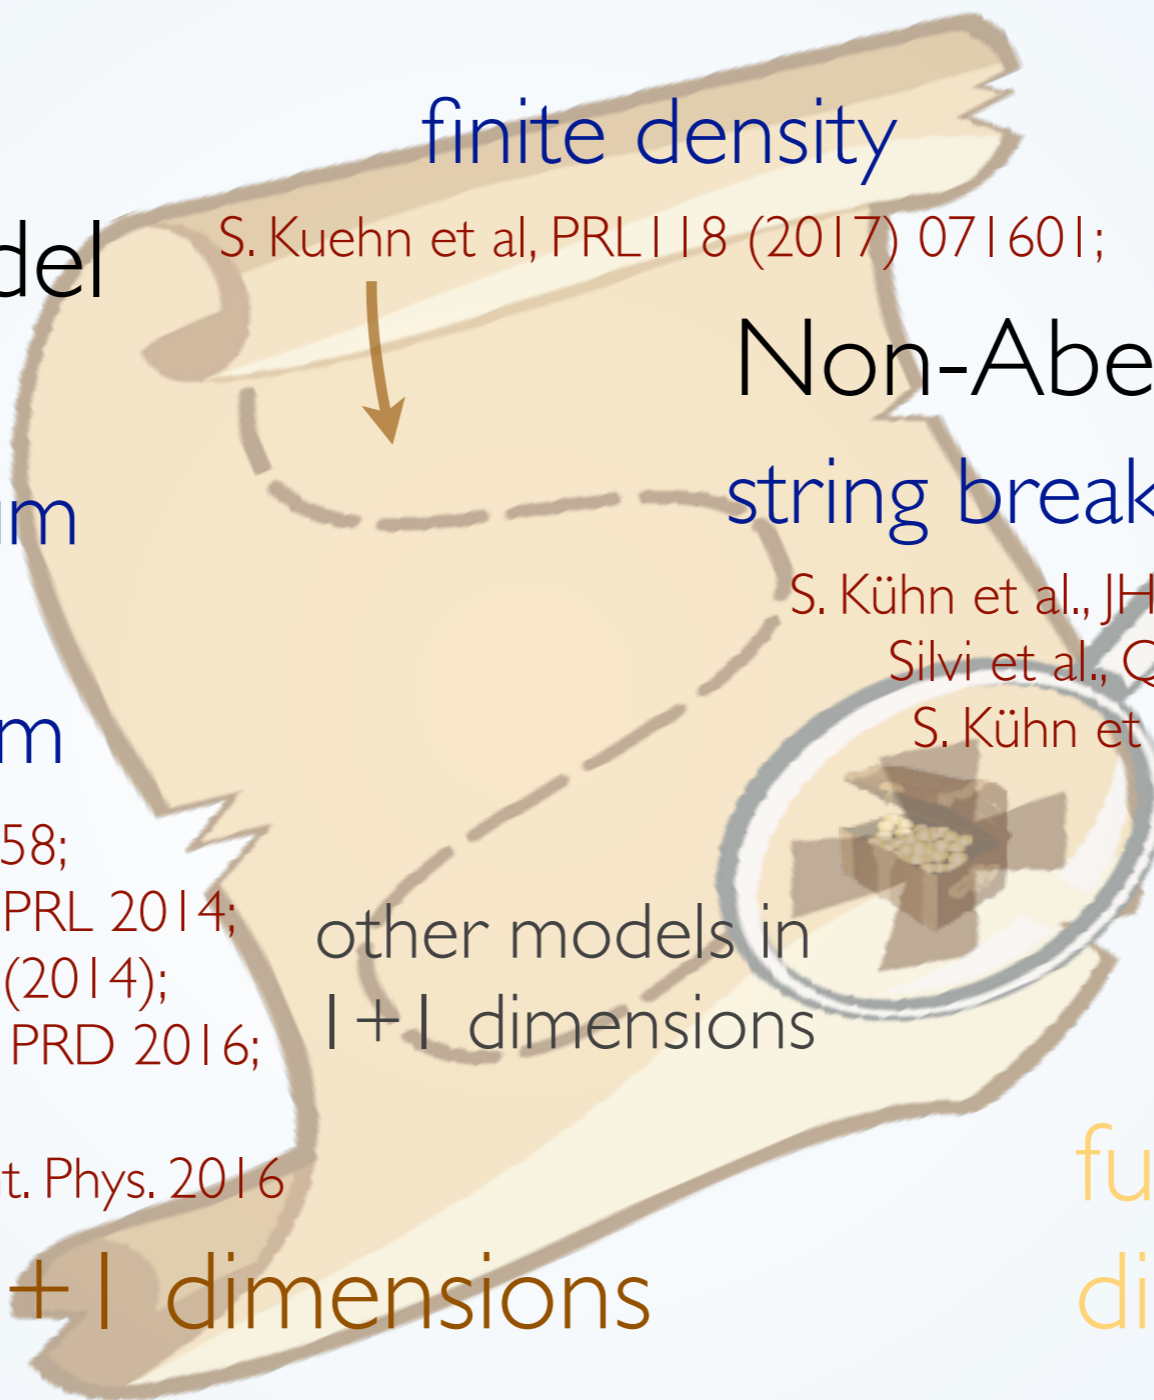 finite density
del
S. Kuehn et al, PRL118 (2017) 071601;
Non-Abe
string break
um
S. Kühn et al., JH
Silvi et al., Q
S. Kühn et
m
58;
PRL 2014;
(2014);
PRD 2016;
other models in
1+1 dimensions
t. Phys. 2016
fu
+1 dimensions
di